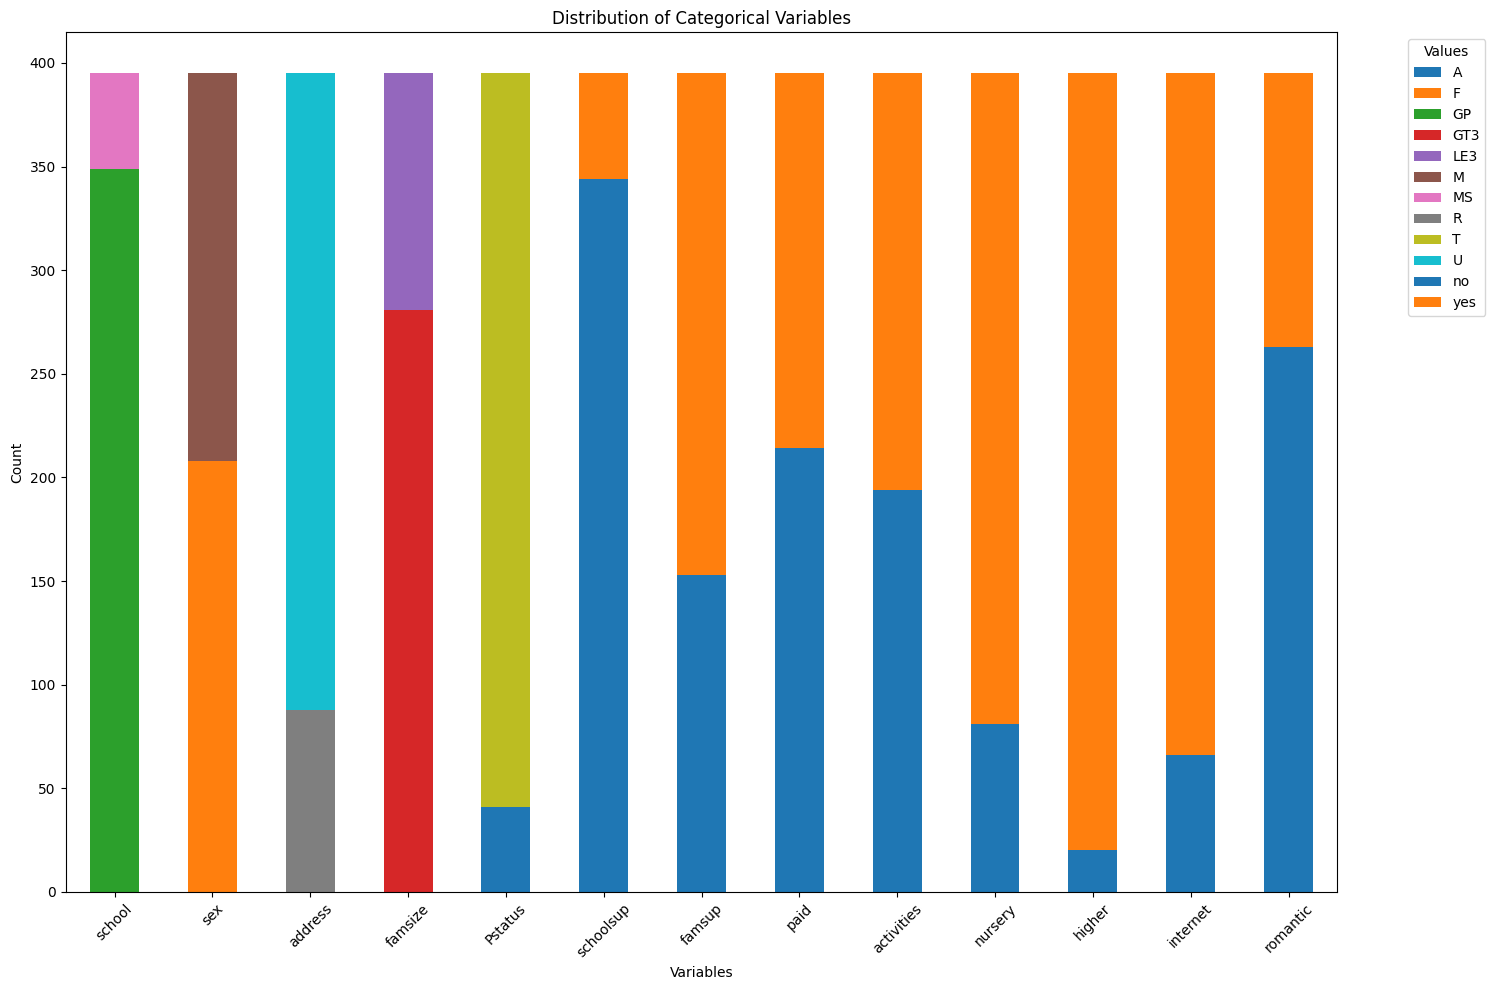 Distribution of Categorical Variables
400
350
300
250
200
150
100
50
0
Count
school
sex
address
famsize
Pstatus
schoolsup
famsup
paid
activities
nursery
higher
internet
romantic
Variables
Values
A
F
GP
GT3
LE3
M
MS
R
T
U
no
yes